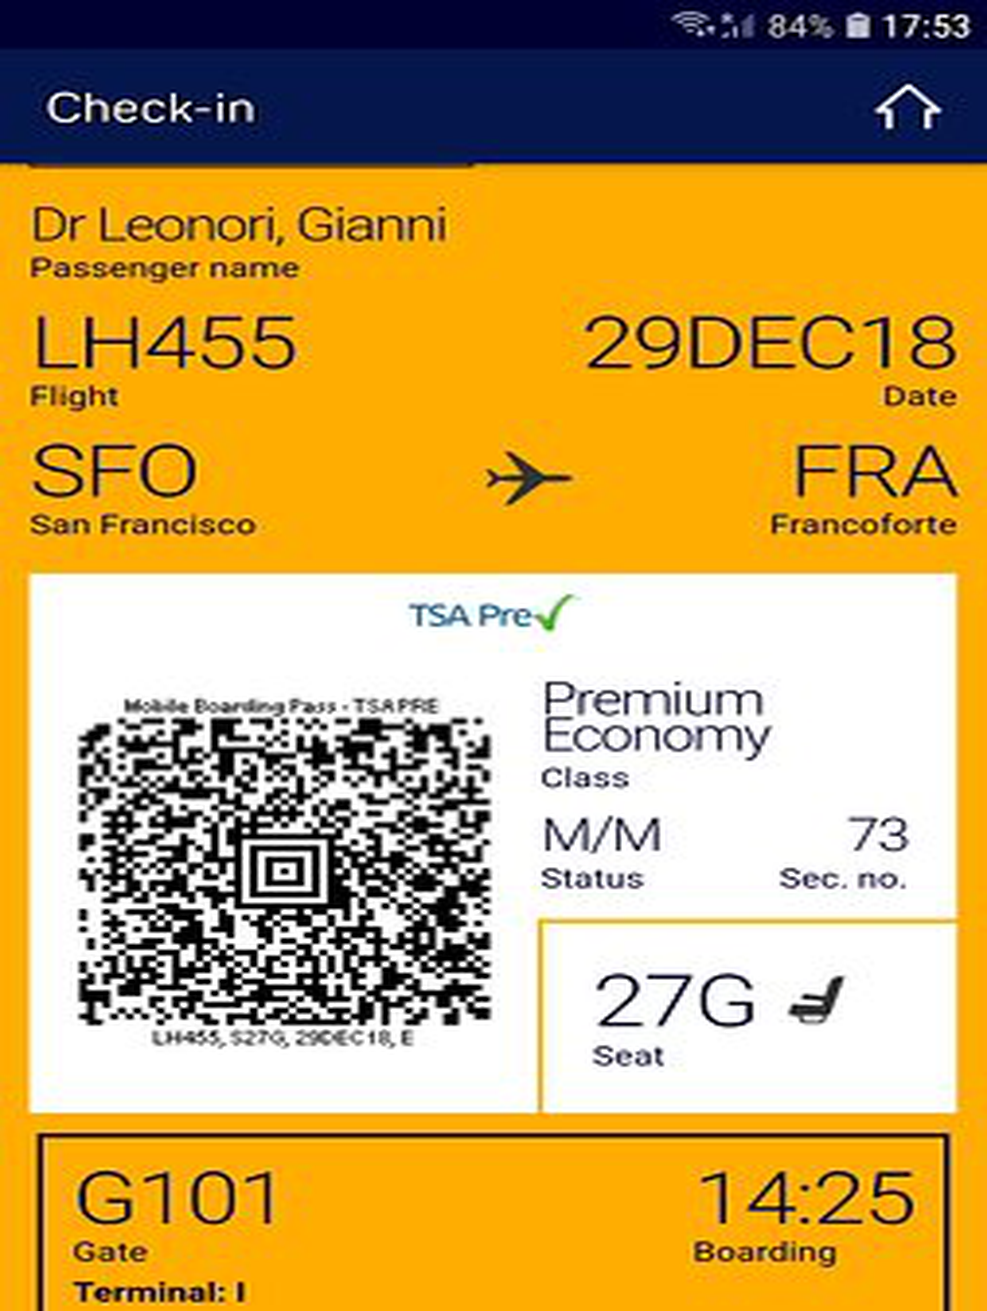 84% 17:53
Check-in
Dr Leonori, Gianni
Passenger name
LH455 29DEC18
Flight Date
SFO FRA
San Francisco Francoforte
TSA Pre✓
Mobile Boarding Pass - TSAPRE
Premium
Economy
Class
M/M 73
Status Sec. no.
27G
Seat
LH455, S27G, 29DEC18, E
G101 14:25
Gate Boarding
Terminal: I